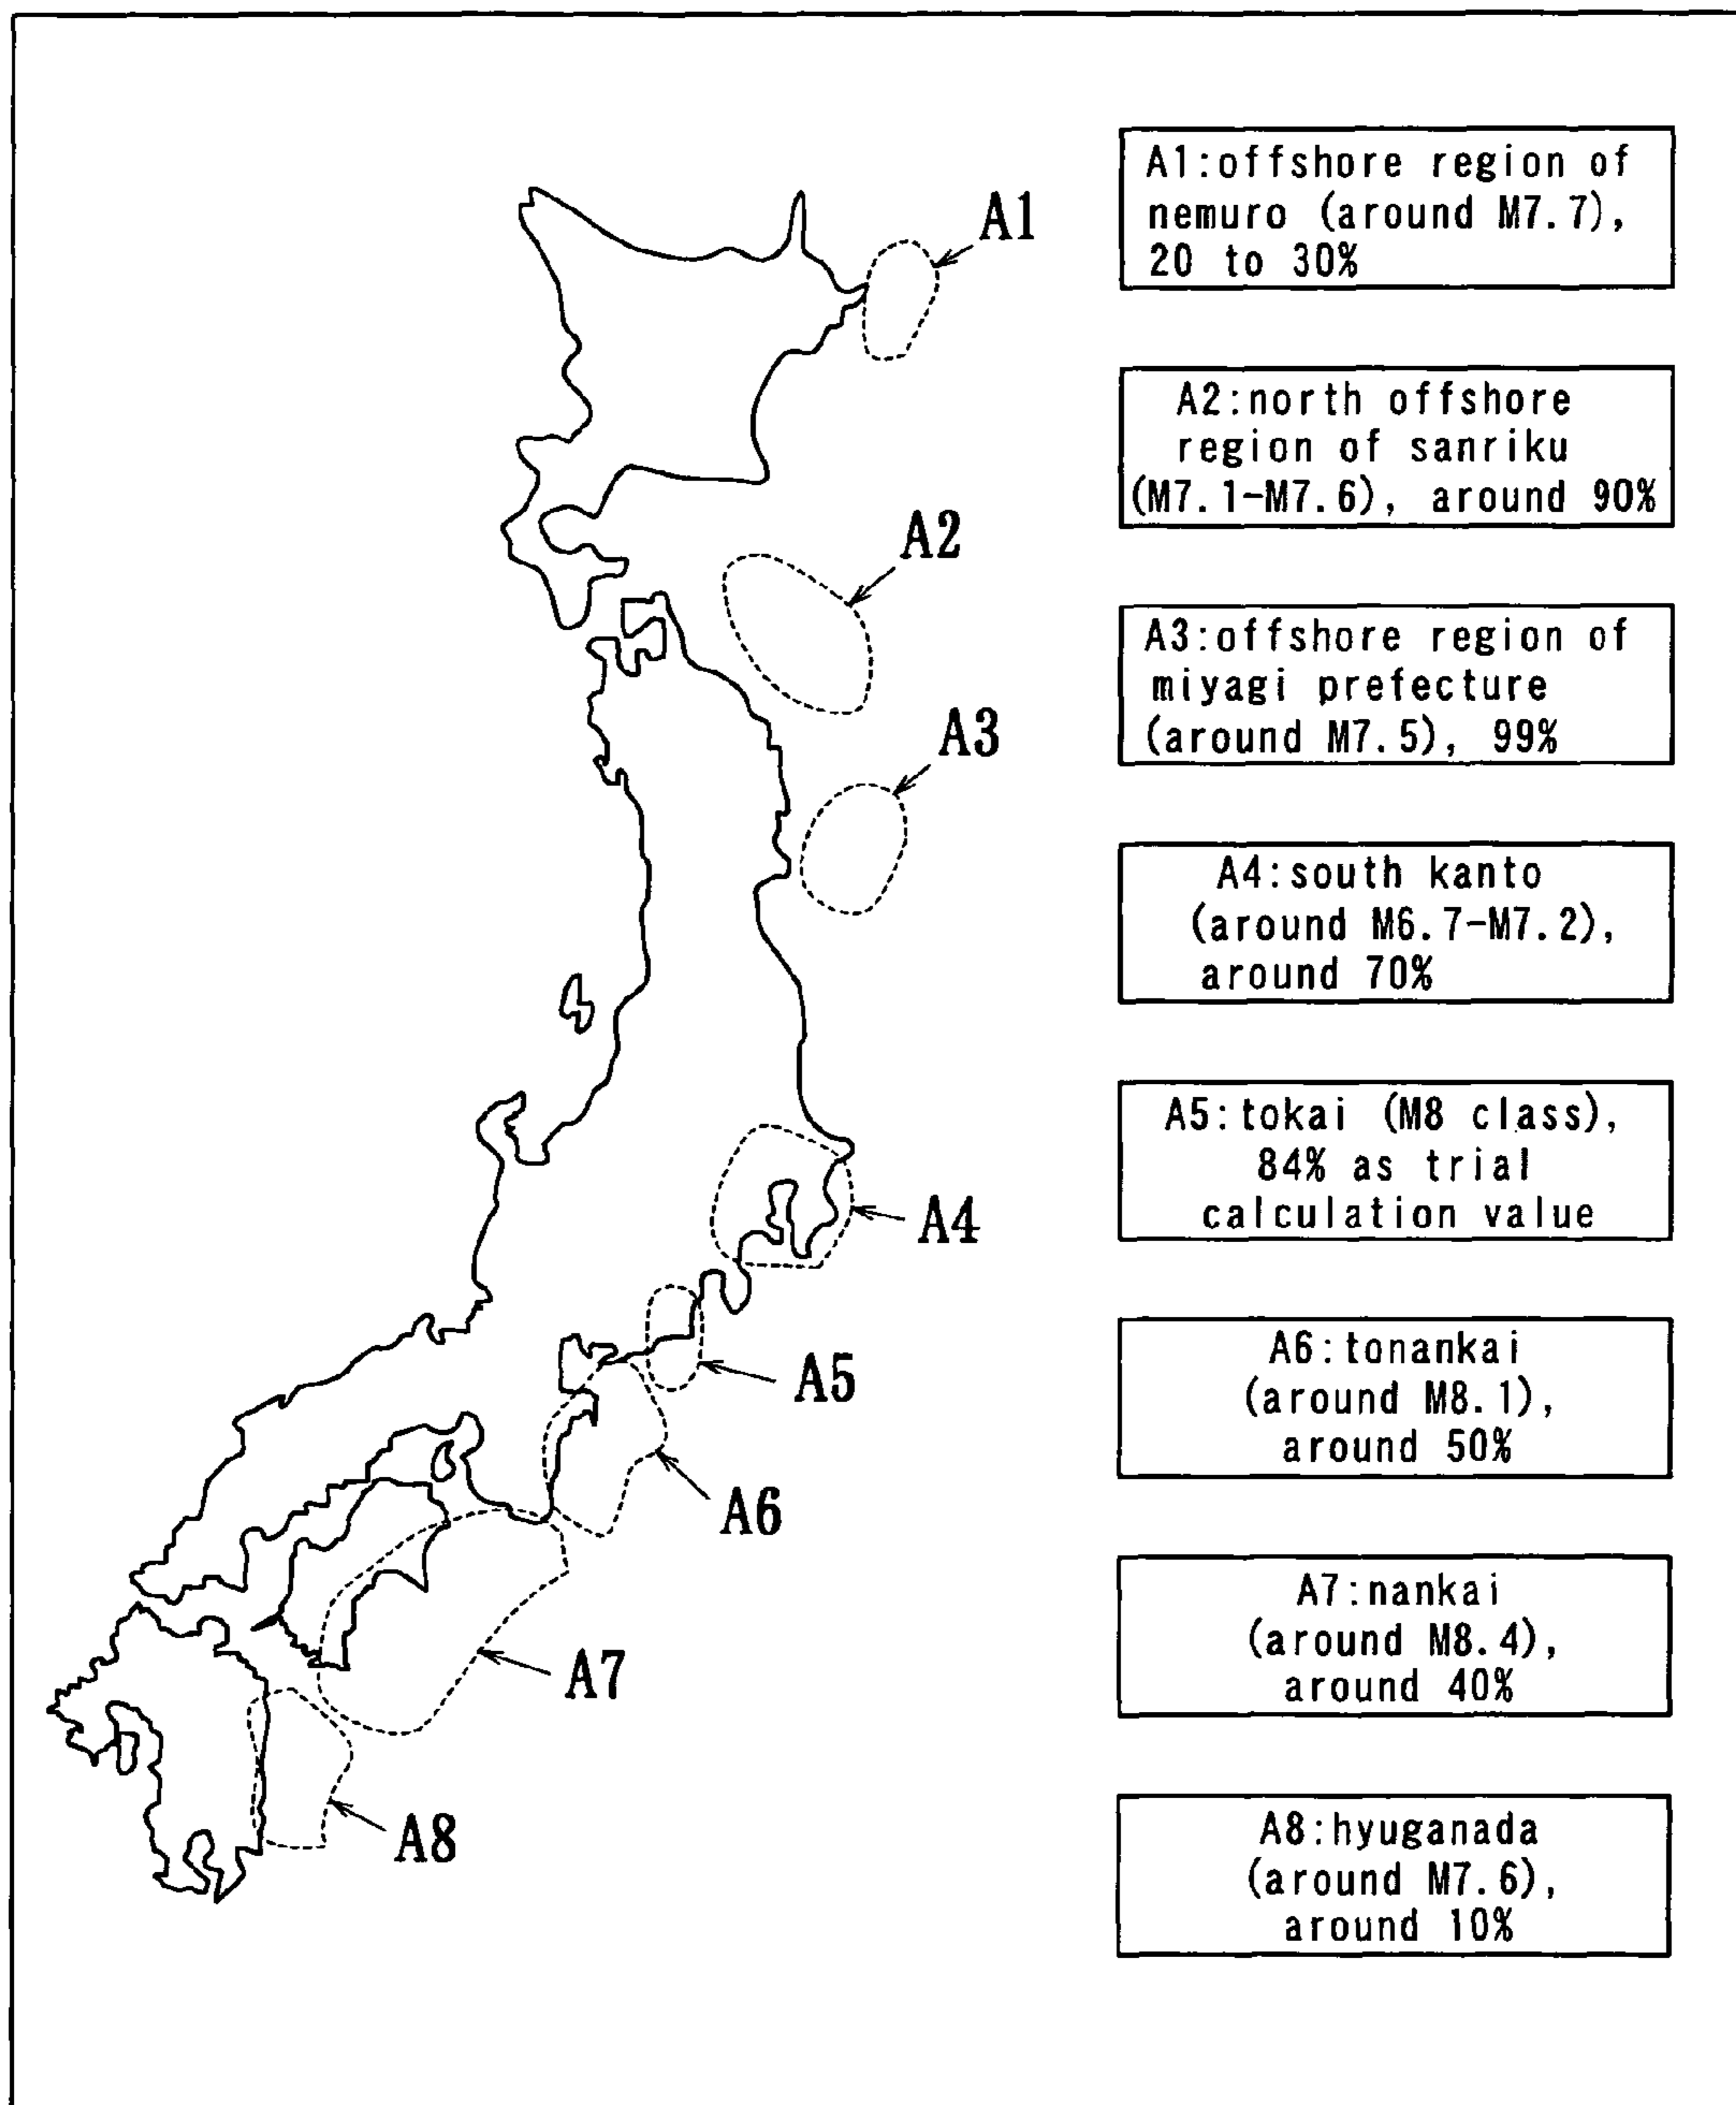 A1
A2
A3
A4
A5
A6
A7
A8
A1:offshore region of
nemuro (around M7.7),
20 to 30%
A2:north offshore
region of sanriku
(M7.1-M7.6), around 90%
A3:offshore region of
miyagi prefecture
(around M7.5), 99%
A4:south kanto
(around M6.7-M7.2),
around 70%
A5:tokai (M8 class),
84% as trial
calculation value
A6:tonankai
(around M8.1),
around 50%
A7:nankai
(around M8.4),
around 40%
A8:hyuganada
(around M7.6),
around 10%